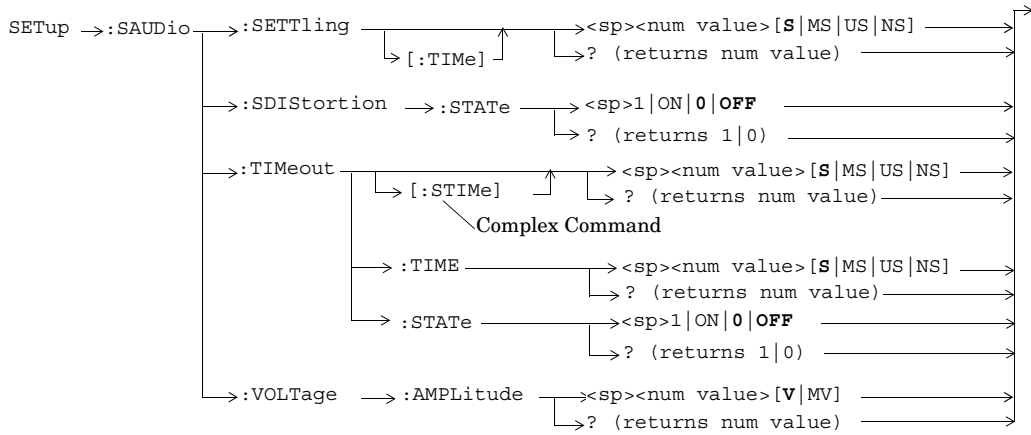 SETup :SAUDio :SETTling <sp><num value>[S|MS|US|NS]
[:TIMe] ? (returns num value)
:SDIStortion :STATe <sp>1|ON|0|OFF
? (returns 1|0)
:TIMeout <sp><num value>[S|MS|US|NS]
[:STIMe] ? (returns num value)
Complex Command
:TIME <sp><num value>[S|MS|US|NS]
? (returns num value)
:STATe <sp>1|ON|0|OFF
? (returns 1|0)
:VOLTage :AMPLitude <sp><num value>[V|MV]
? (returns num value)